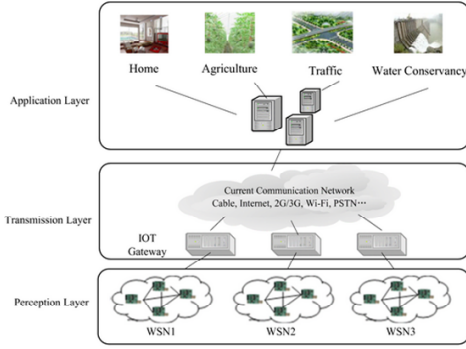 Home
Agriculture
Traffic
Water Conservancy
Application Layer
Current Communication Network
Cable, Internet, 2G/3G, Wi-Fi, PSTN…
Transmission Layer
IOT
Gateway
Perception Layer
WSN1
WSN2
WSN3